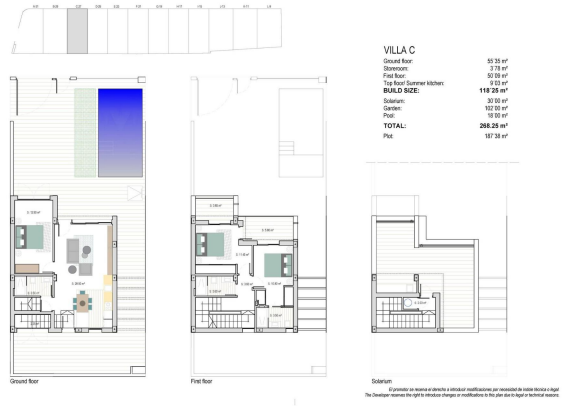 VILLA C
Ground floor: 55´35 m²
Storeroom: 3´78 m²
First floor: 50´09 m²
Top floor/ Summer kitchen: 9´03 m²
BUILD SIZE: 118´25 m²
Solarium: 30´00 m²
Garden: 102´00 m²
Pool: 18´00 m²
TOTAL: 268.25 m²
Plot: 187´38 m²
Ground floor
First floor
Solarium
El promotor se reserva el derecho a introducir modificaciones por necesidad de indole técnica o legal.
The Developer reserves the right to introduce changes or modifications to this plan due to legal or technical reasons.